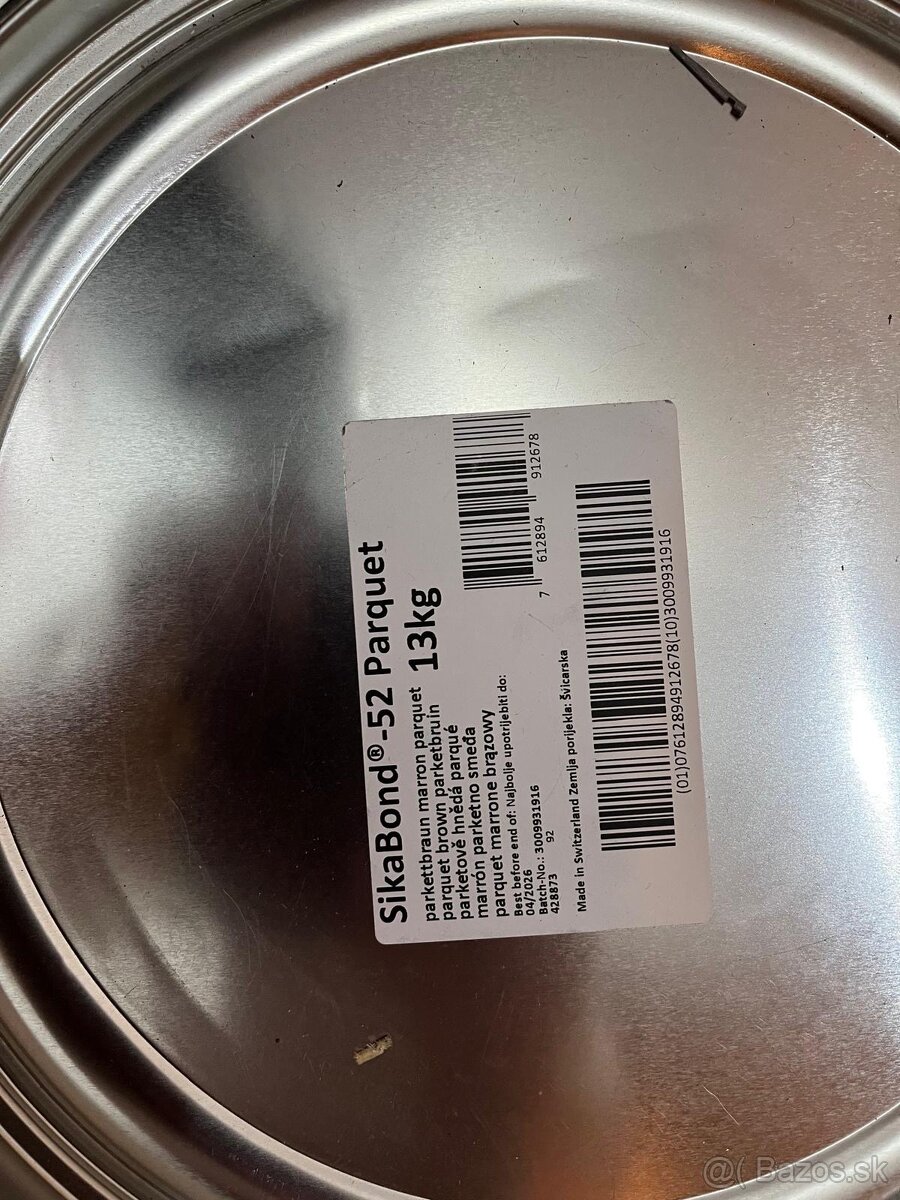 SikaBond®-52 Parquet
13kg
parkettbraun marron parquet
parquet brown parketbruin
parketově hnědá parqué
marrón parketno smeđa
parquet marrone brązowy
Best before end of: Najbolje upotrijebiti do:
04/2026
Batch-No.: 3009931916
428873 92
Made in Switzerland Zemlja porijekla: Švicarska
7 612894 912678
(01)07612894912678(10)3009931916
@( Bazos.sk